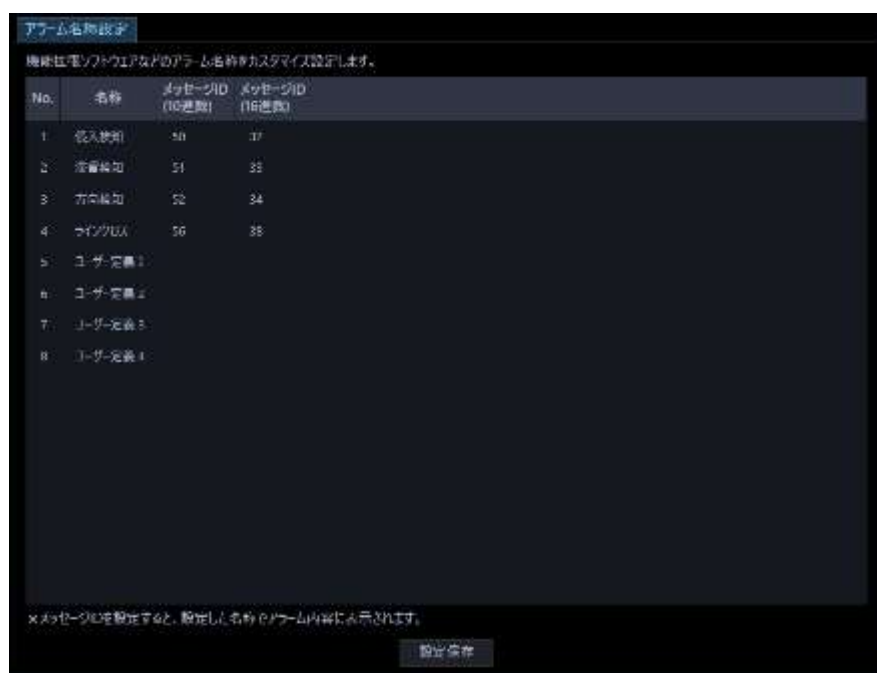 アラーム名称設定
機能拡張ソフトウェアなどのアラーム名称をカスタマイズ設定します。
No. 名称 メッセージID (10進数) メッセージID (16進数)
1 侵入検知 50 32
2 滞留検知 51 33
3 方向検知 52 34
4 ラインクロス 56 38
5 ユーザー定義1
6 ユーザー定義2
7 ユーザー定義3
8 ユーザー定義4
※メッセージIDを設定すると、設定した名称でアラーム内容に表示されます。
設定保存